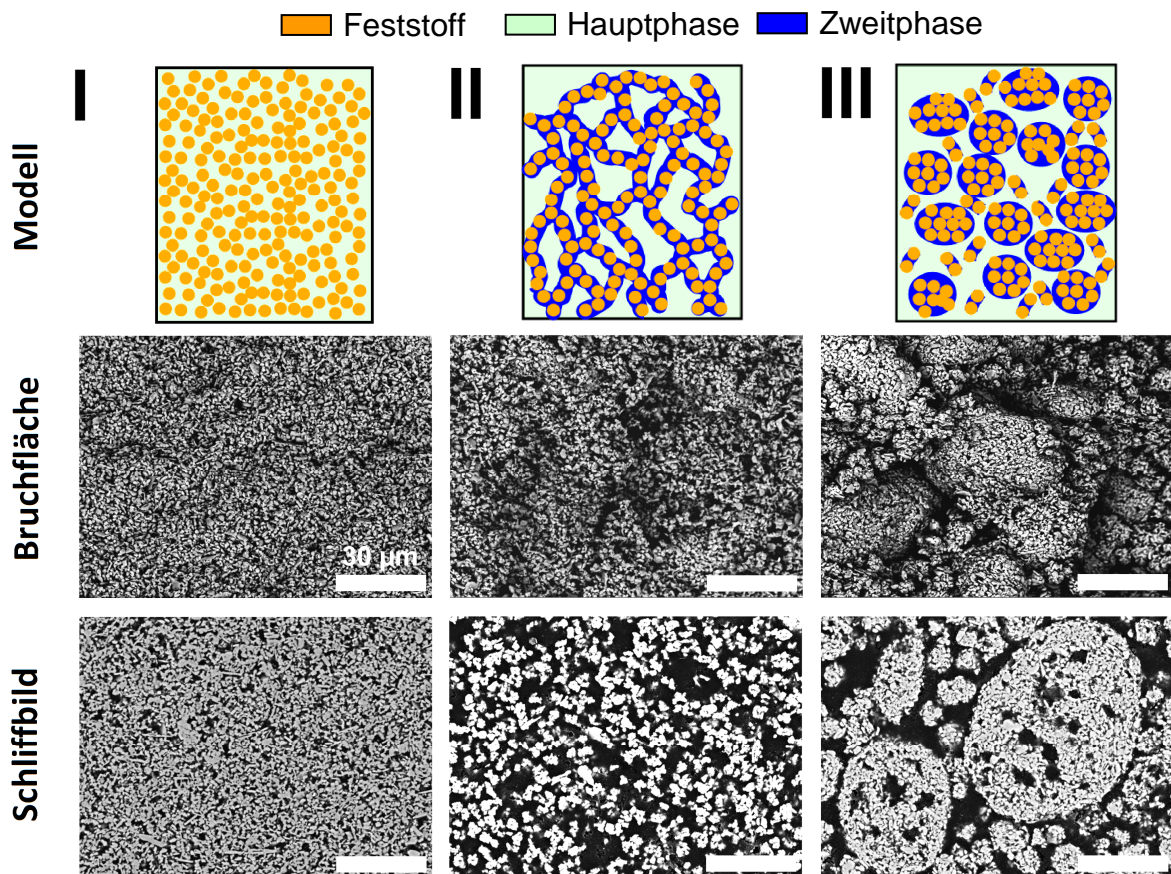 Feststoff Hauptphase Zweitphase
I II III
Modell
Bruchfläche
30 µm
Schliffbild